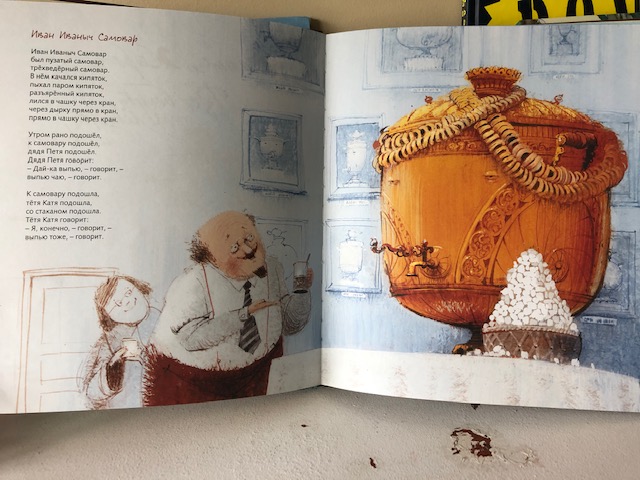 Иван Иваныч Самовар
Иван Иваныч Самовар
был пузатый самовар,
трёхведёрный самовар.
В нём качался кипяток,
пыхал паром кипяток,
разъярённый кипяток,
лился в чашку через кран,
через дырку прямо в кран,
прямо в чашку через кран.
Утром рано подошёл,
к самовару подошёл,
дядя Петя подошёл.
Дядя Петя говорит:
– Дай-ка выпью, – говорит, –
выпью чаю, – говорит.
К самовару подошла,
тётя Катя подошла,
со стаканом подошла.
Тётя Катя говорит:
– Я, конечно, – говорит, –
выпью тоже, – говорит.